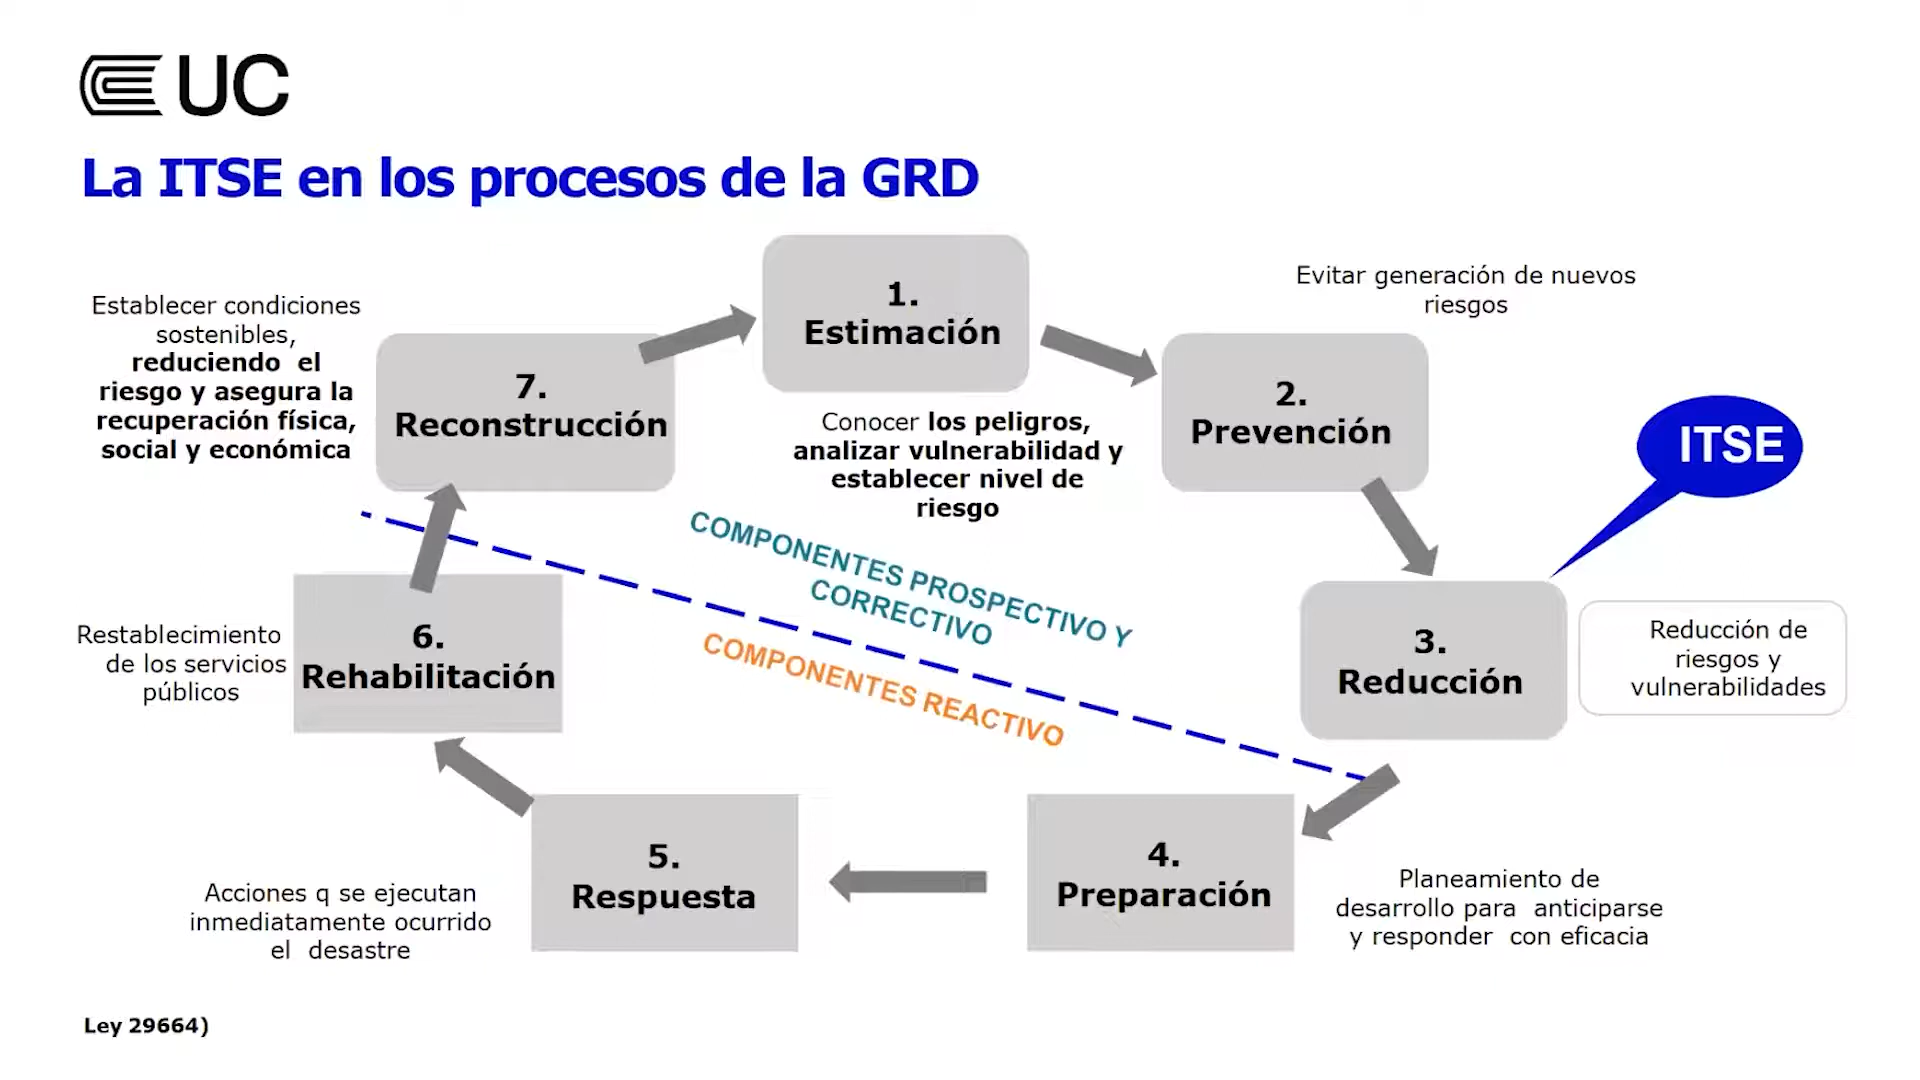 UC
La ITSE en los procesos de la GRD
1.
Estimación
Conocer los peligros,
analizar vulnerabilidad y
establecer nivel de
riesgo
Evitar generación de nuevos
riesgos
2.
Prevención
ITSE
3.
Reducción
Reducción de
riesgos y
vulnerabilidades
4.
Preparación
Planeamiento de
desarrollo para anticiparse
y responder con eficacia
5.
Respuesta
Acciones q se ejecutan
inmediatamente ocurrido
el desastre
6.
Rehabilitación
Restablecimiento
de los servicios
públicos
7.
Reconstrucción
Establecer condiciones
sostenibles,
reduciendo el
riesgo y asegura la
recuperación física,
social y económica
COMPONENTES PROSPECTIVO Y
CORRECTIVO
COMPONENTES REACTIVO
Ley 29664)